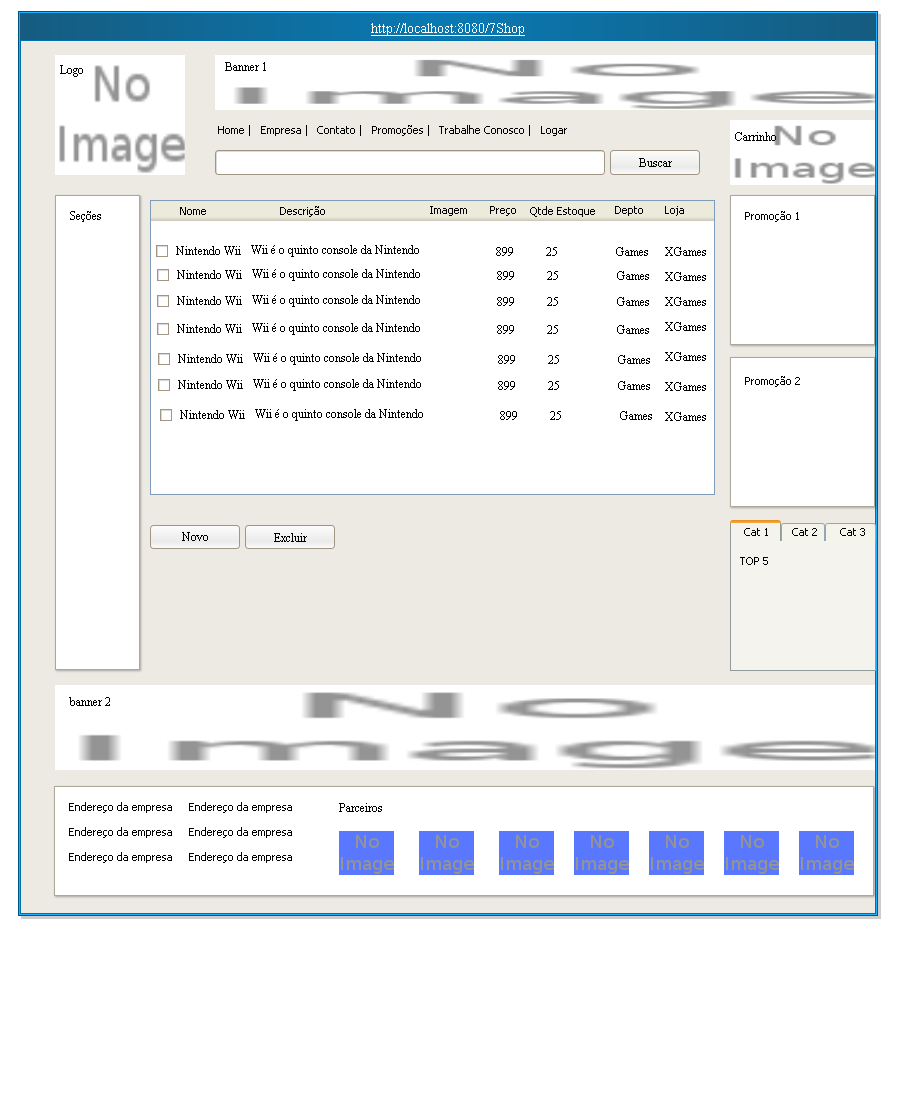 http://localhost:8080/7Shop
Logo
No
Image
Banner 1
No
Image
Home | Empresa | Contato | Promoções | Trabalhe Conosco | Logar
Buscar
Carrinho
No
Image
Seções
Nome Descrição Imagem Preço Qtde Estoque Depto Loja
Nintendo Wii Wii é o quinto console da Nintendo 899 25 Games XGames
Nintendo Wii Wii é o quinto console da Nintendo 899 25 Games XGames
Nintendo Wii Wii é o quinto console da Nintendo 899 25 Games XGames
Nintendo Wii Wii é o quinto console da Nintendo 899 25 Games XGames
Nintendo Wii Wii é o quinto console da Nintendo 899 25 Games XGames
Nintendo Wii Wii é o quinto console da Nintendo 899 25 Games XGames
Nintendo Wii Wii é o quinto console da Nintendo 899 25 Games XGames
Novo Excluir
Promoção 1
Promoção 2
Cat 1 Cat 2 Cat 3
TOP 5
banner 2
No
Image
Endereço da empresa Endereço da empresa
Endereço da empresa Endereço da empresa
Endereço da empresa Endereço da empresa
Parceiros
No No No No No No No
Image Image Image Image Image Image Image